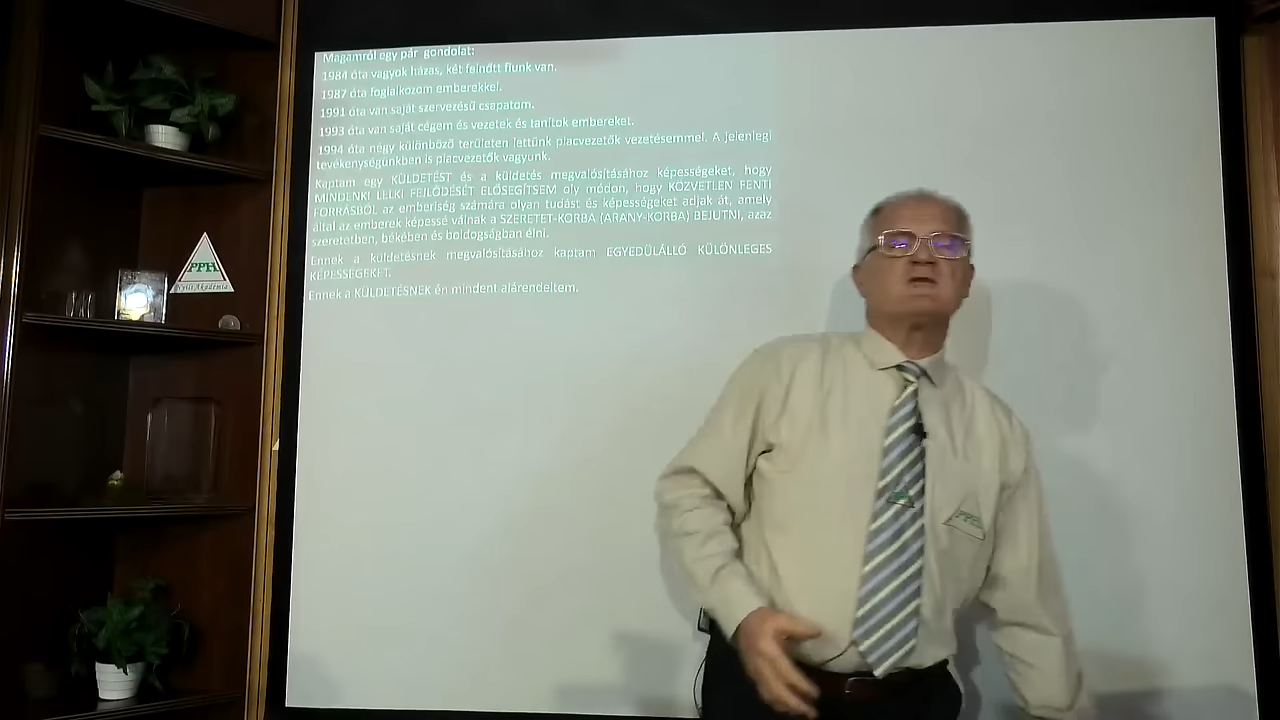 Magamról egy pár gondolat:
1984 óta vagyok házas, két felnőtt fiunk van.
1987 óta foglalkozom emberekkel.
1991 óta van saját szervezésű csapatom.
1993 óta van saját cégem és vezetek és tanítok embereket.
1994 óta négy különböző területen lettünk piacvezetők vezetésemmel. A jelenlegi
tevékenységünkben is piacvezetők vagyunk.
Kaptam egy KÜLDETÉST és a küldetés megvalósításához képességeket, hogy
MINDENKI LELKI FEJLŐDÉSÉT ELŐSEGÍTSEM oly módon, hogy KÖZVETLEN FENTI
FORRÁSBÓL az emberiség számára olyan tudást és képességeket adjak át, amely
által az emberek képessé válnak a SZERETET-KORBA (ARANY-KORBA) BEJUTNI, azaz
szeretetben, békében és boldogságban élni.
Ennek a küldetésnek megvalósításához kaptam EGYEDÜLÁLLÓ KÜLÖNLEGES
KÉPESSÉGEKET.
Ennek a KÜLDETÉSNEK én mindent alárendeltem.
PPH
Nyílt Akadémia
PPH